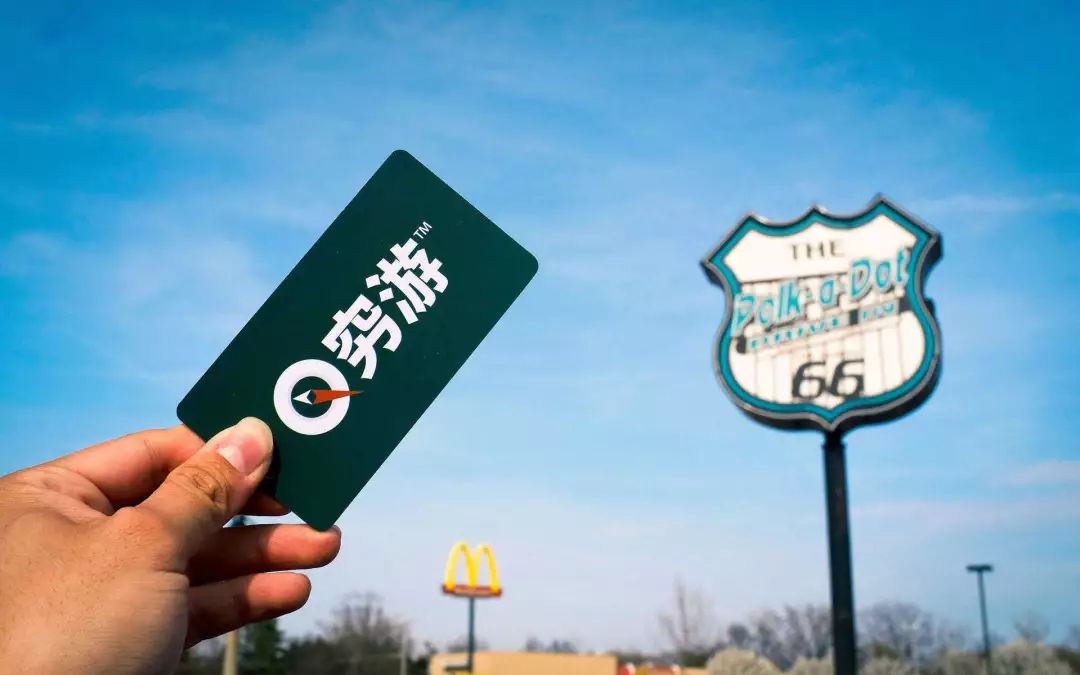 穷游™
THE
Polk-a-Dot
66